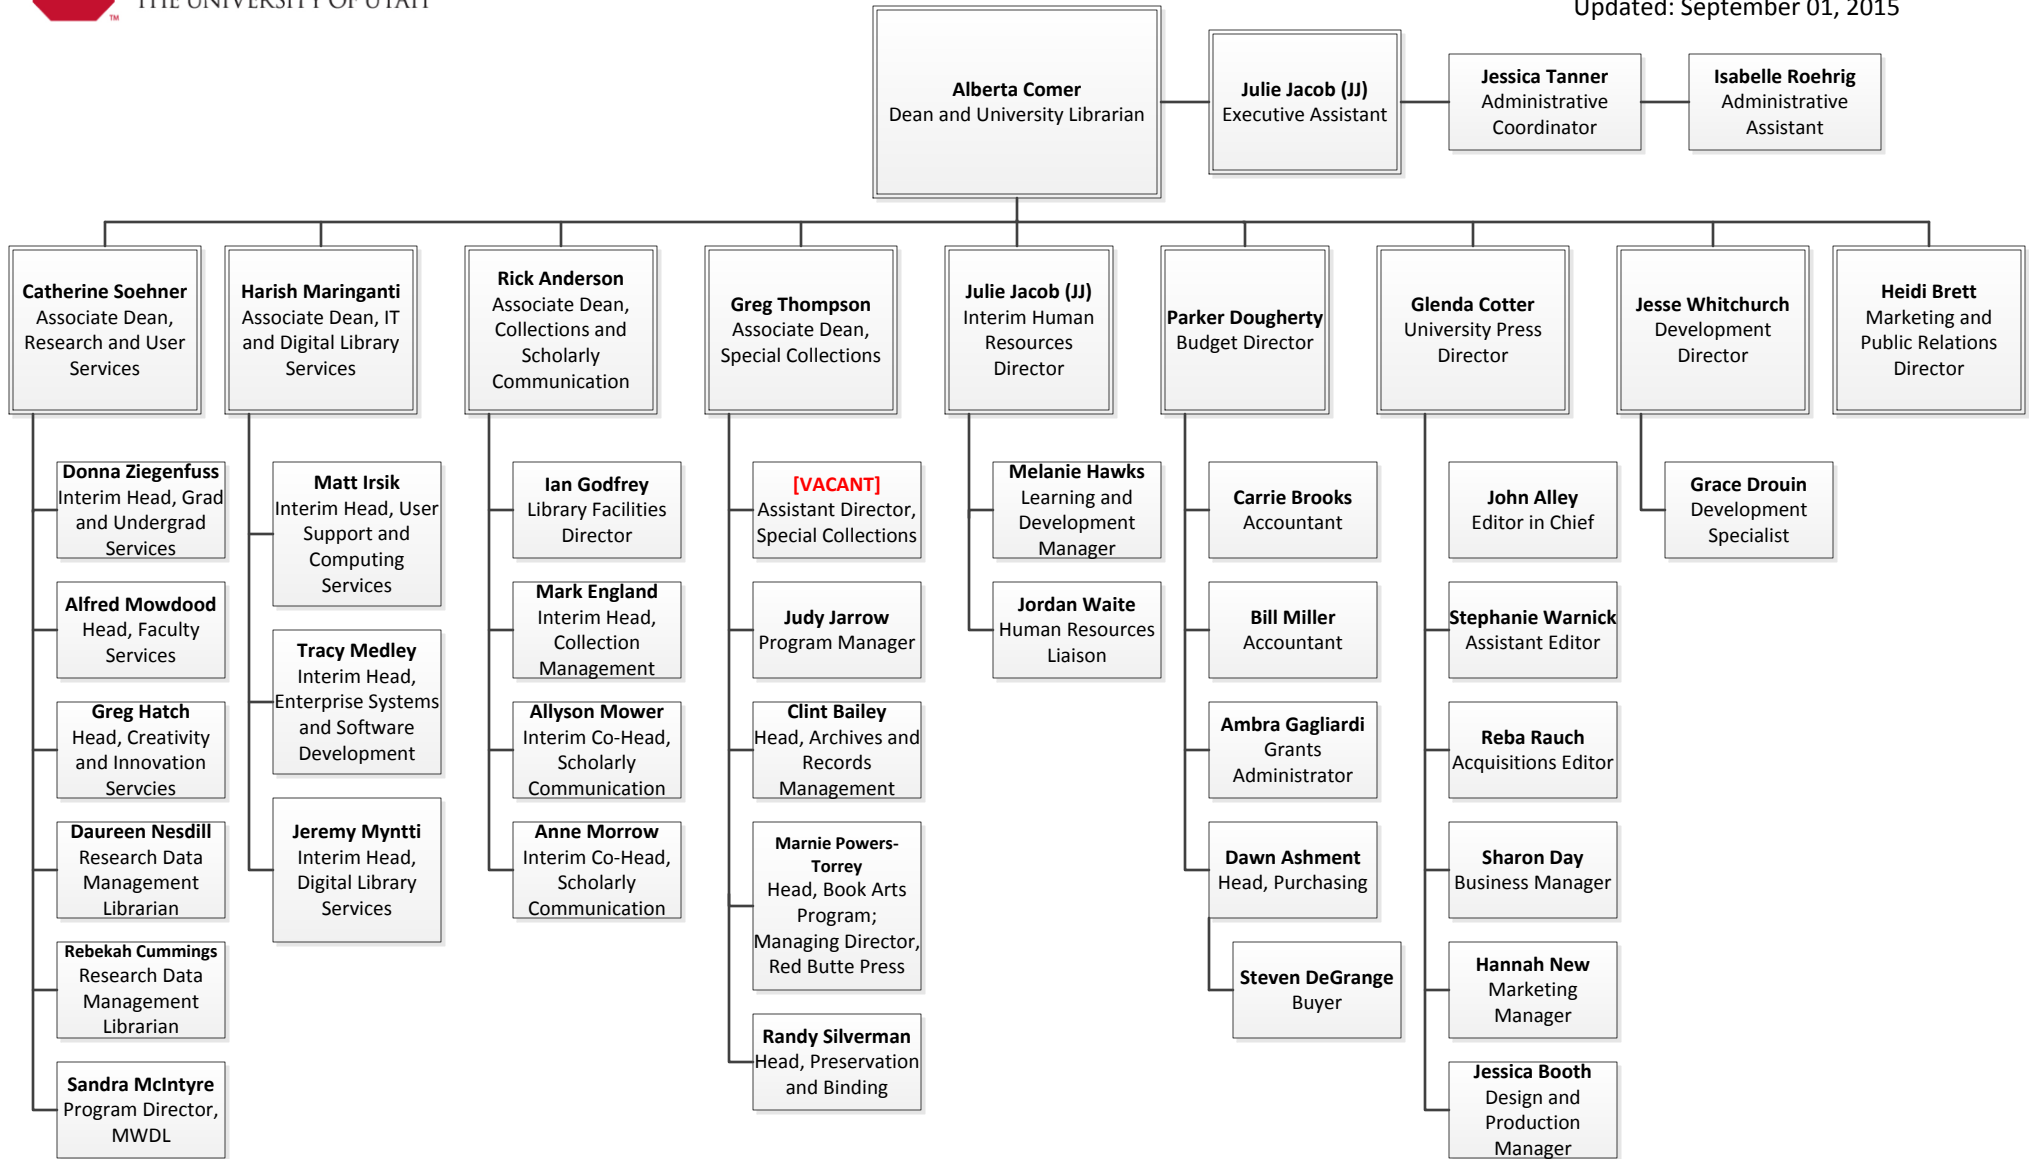 THE UNIVERSITY OF UTAH
TM
Updated: September 01, 2015
Alberta Comer
Dean and University Librarian
Julie Jacob (JJ)
Executive Assistant
Jessica Tanner
Administrative
Coordinator
Isabelle Roehrig
Administrative
Assistant
Catherine Soehner
Associate Dean,
Research and User
Services
Harish Maringanti
Associate Dean, IT
and Digital Library
Services
Rick Anderson
Associate Dean,
Collections and
Scholarly
Communication
Greg Thompson
Associate Dean,
Special Collections
Julie Jacob (JJ)
Interim Human
Resources
Director
Parker Dougherty
Budget Director
Glenda Cotter
University Press
Director
Jesse Whitchurch
Development
Director
Heidi Brett
Marketing and
Public Relations
Director
Donna Ziegenfuss
Interim Head, Grad
and Undergrad
Services
Alfred Mowdood
Head, Faculty
Services
Greg Hatch
Head, Creativity
and Innovation
Servcies
Daureen Nesdill
Research Data
Management
Librarian
Rebekah Cummings
Research Data
Management
Librarian
Sandra McIntyre
Program Director,
MWDL
Matt Irsik
Interim Head, User
Support and
Computing
Services
Tracy Medley
Interim Head,
Enterprise Systems
and Software
Development
Jeremy Myntti
Interim Head,
Digital Library
Services
Ian Godfrey
Library Facilities
Director
Mark England
Interim Head,
Collection
Management
Allyson Mower
Interim Co-Head,
Scholarly
Communication
Anne Morrow
Interim Co-Head,
Scholarly
Communication
[VACANT]
Assistant Director,
Special Collections
Judy Jarrow
Program Manager
Clint Bailey
Head, Archives and
Records
Management
Marnie Powers-
Torrey
Head, Book Arts
Program;
Managing Director,
Red Butte Press
Randy Silverman
Head, Preservation
and Binding
Melanie Hawks
Learning and
Development
Manager
Jordan Waite
Human Resources
Liaison
Carrie Brooks
Accountant
Bill Miller
Accountant
Ambra Gagliardi
Grants
Administrator
Dawn Ashment
Head, Purchasing
Steven DeGrange
Buyer
John Alley
Editor in Chief
Stephanie Warnick
Assistant Editor
Reba Rauch
Acquisitions Editor
Sharon Day
Business Manager
Hannah New
Marketing
Manager
Jessica Booth
Design and
Production
Manager
Grace Drouin
Development
Specialist